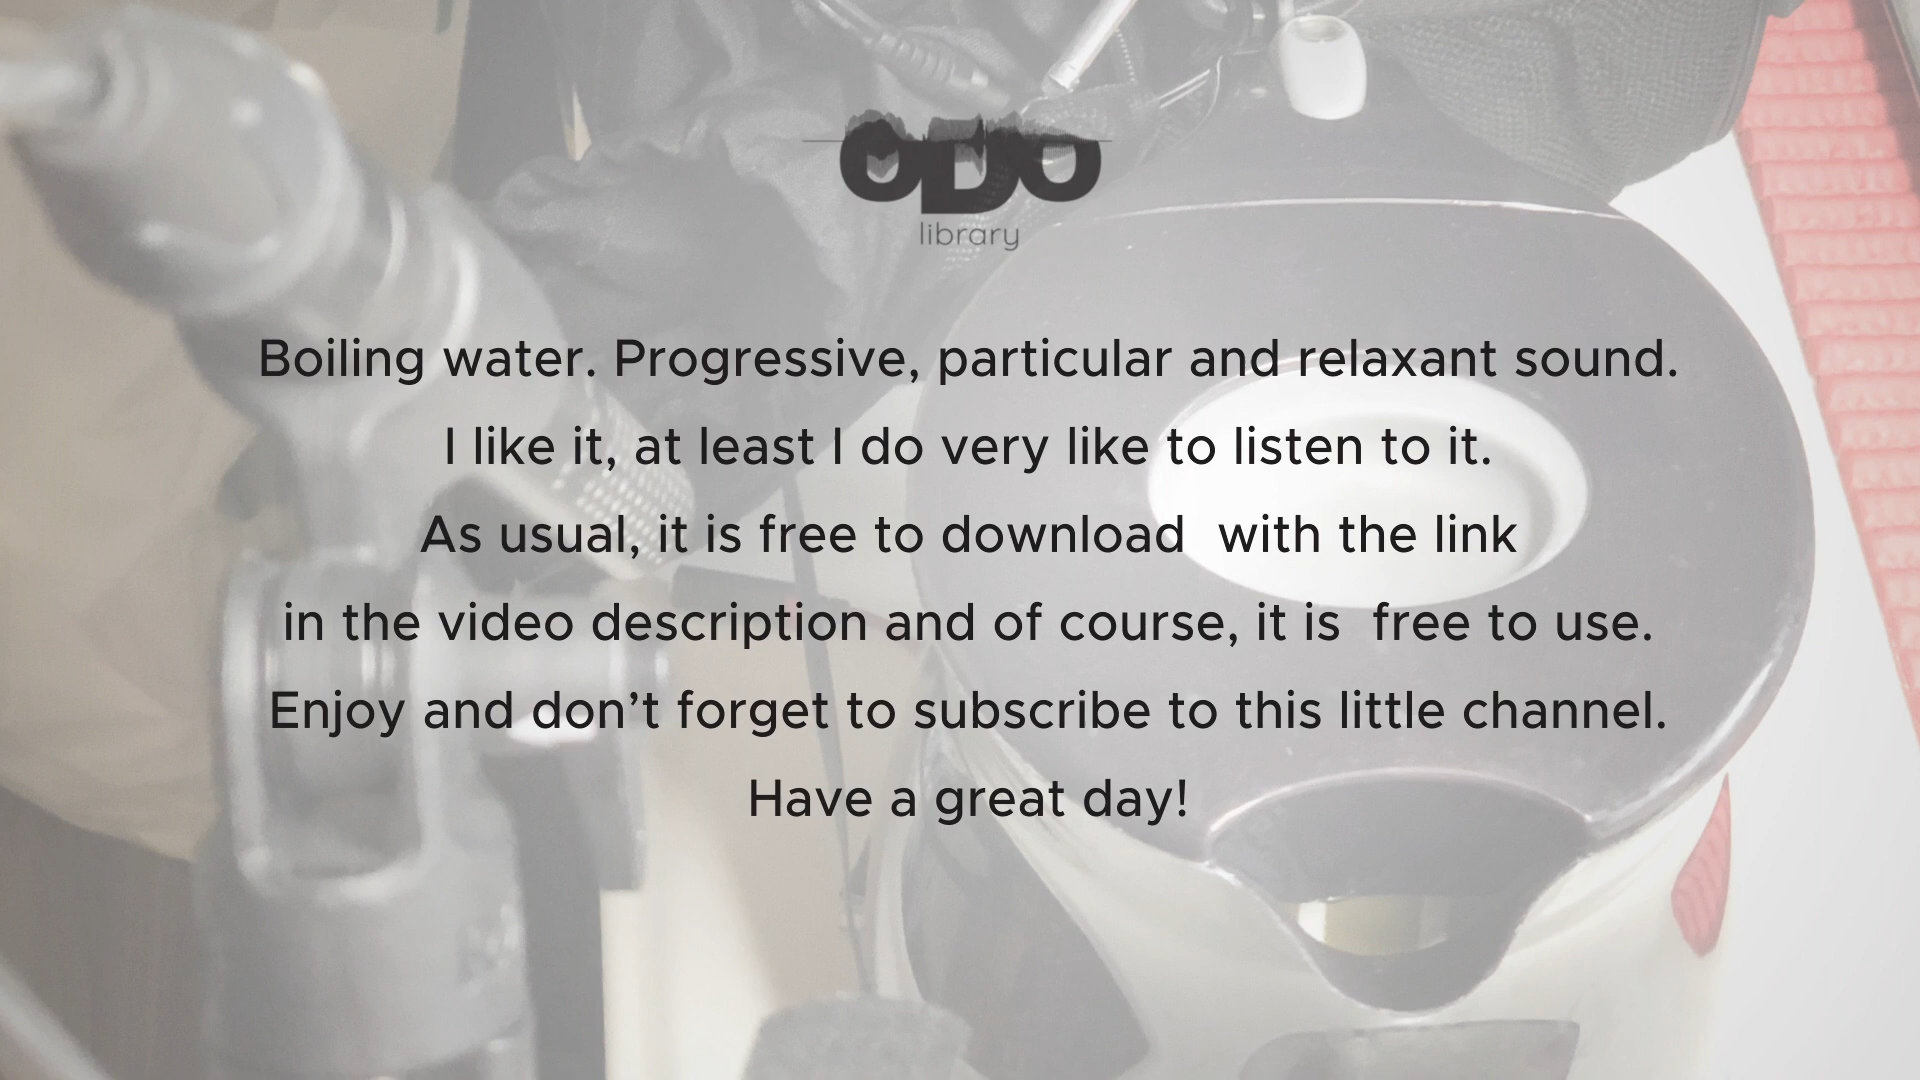 ODO
library
Boiling water. Progressive, particular and relaxant sound.
I like it, at least I do very like to listen to it.
As usual, it is free to download  with the link
in the video description and of course, it is  free to use.
Enjoy and don’t forget to subscribe to this little channel.
Have a great day!